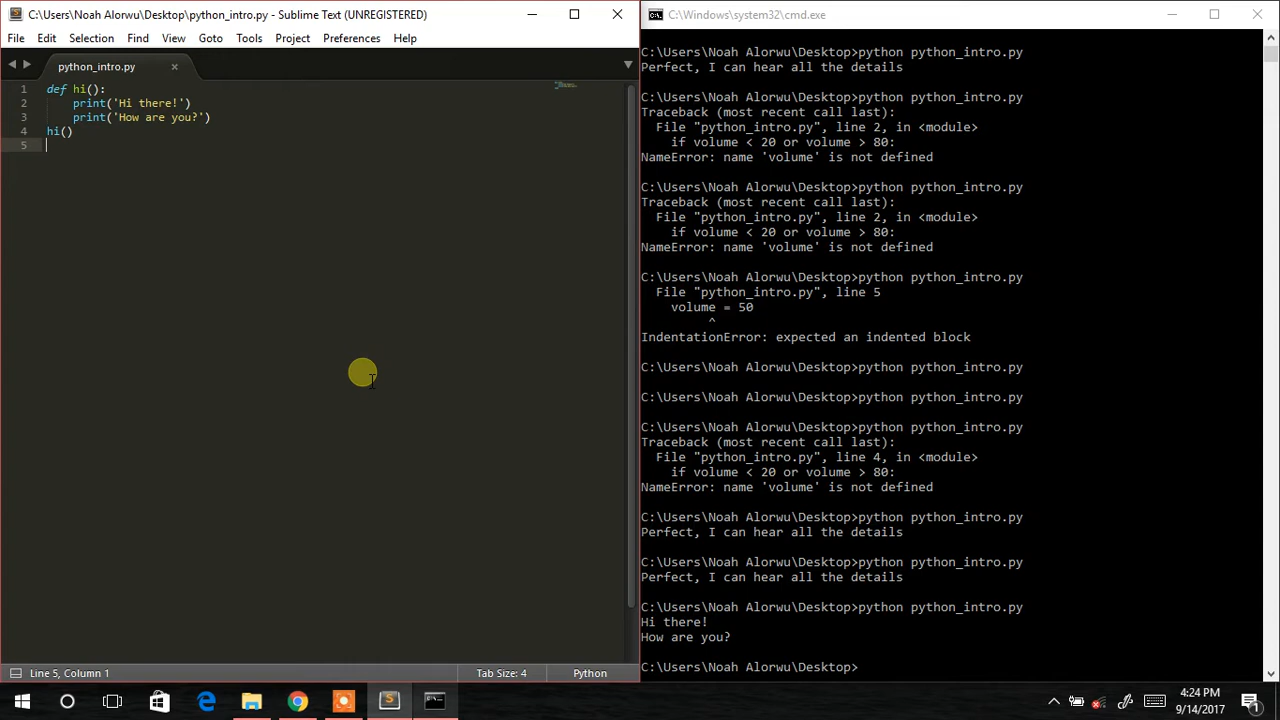 C:\Users\Noah Alorwu\Desktop\python_intro.py - Sublime Text (UNREGISTERED)
File Edit Selection Find View Goto Tools Project Preferences Help
python_intro.py
1 def hi():
2 print('Hi there!')
3 print('How are you?')
4 hi()
5
Line 5, Column 1
Tab Size: 4
Python
C:\Windows\system32\cmd.exe
C:\Users\Noah Alorwu\Desktop>python python_intro.py
Perfect, I can hear all the details
C:\Users\Noah Alorwu\Desktop>python python_intro.py
Traceback (most recent call last):
File "python_intro.py", line 2, in <module>
if volume < 20 or volume > 80:
NameError: name 'volume' is not defined
C:\Users\Noah Alorwu\Desktop>python python_intro.py
Traceback (most recent call last):
File "python_intro.py", line 2, in <module>
if volume < 20 or volume > 80:
NameError: name 'volume' is not defined
C:\Users\Noah Alorwu\Desktop>python python_intro.py
File "python_intro.py", line 5
volume = 50
^
IndentationError: expected an indented block
C:\Users\Noah Alorwu\Desktop>python python_intro.py
C:\Users\Noah Alorwu\Desktop>python python_intro.py
C:\Users\Noah Alorwu\Desktop>python python_intro.py
Traceback (most recent call last):
File "python_intro.py", line 4, in <module>
if volume < 20 or volume > 80:
NameError: name 'volume' is not defined
C:\Users\Noah Alorwu\Desktop>python python_intro.py
Perfect, I can hear all the details
C:\Users\Noah Alorwu\Desktop>python python_intro.py
Perfect, I can hear all the details
C:\Users\Noah Alorwu\Desktop>python python_intro.py
Hi there!
How are you?
C:\Users\Noah Alorwu\Desktop>
4:24 PM
9/14/2017
1